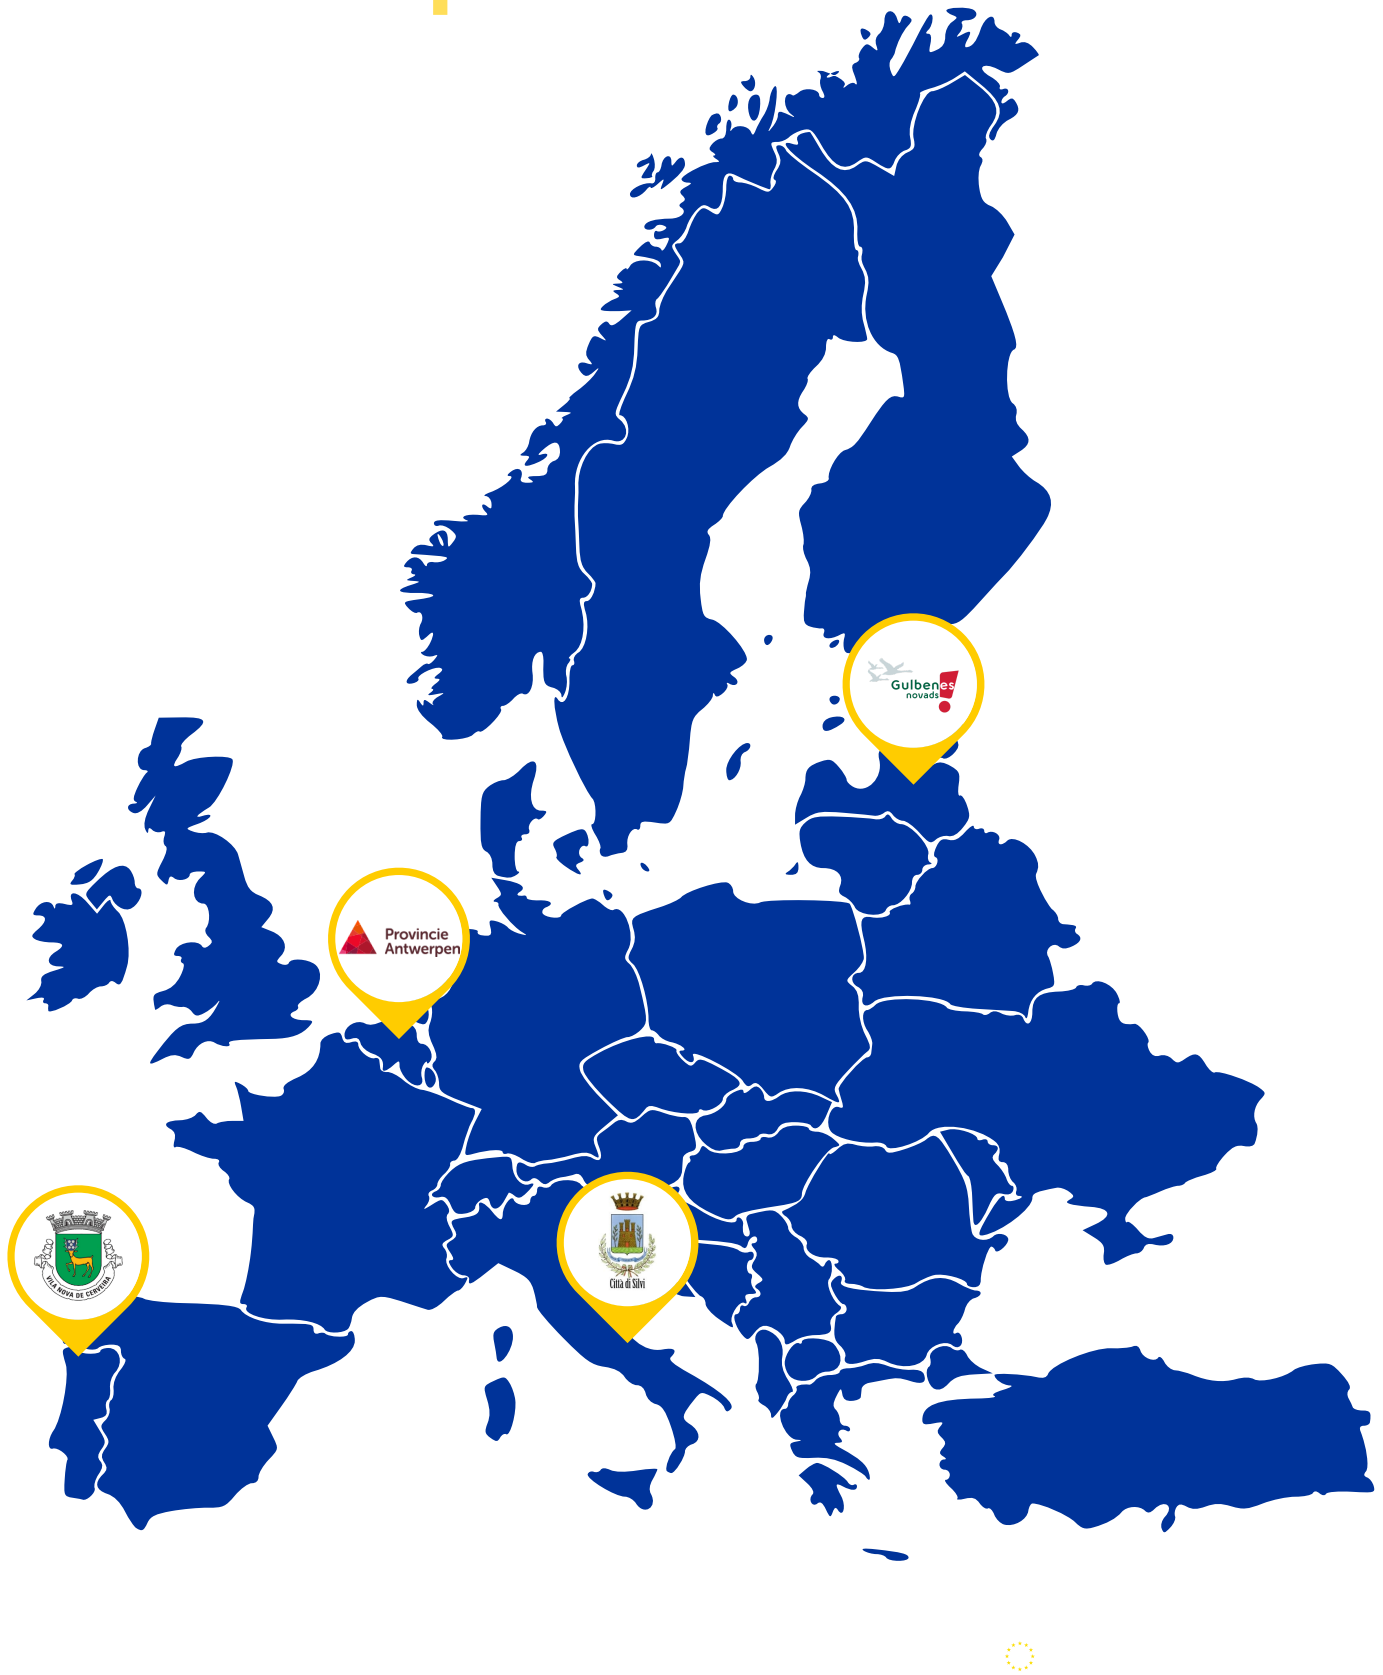 Gulbenes
novads
Provincie
Antwerpen
Città di Silvi
VILA NOVA DE CERVEIRA